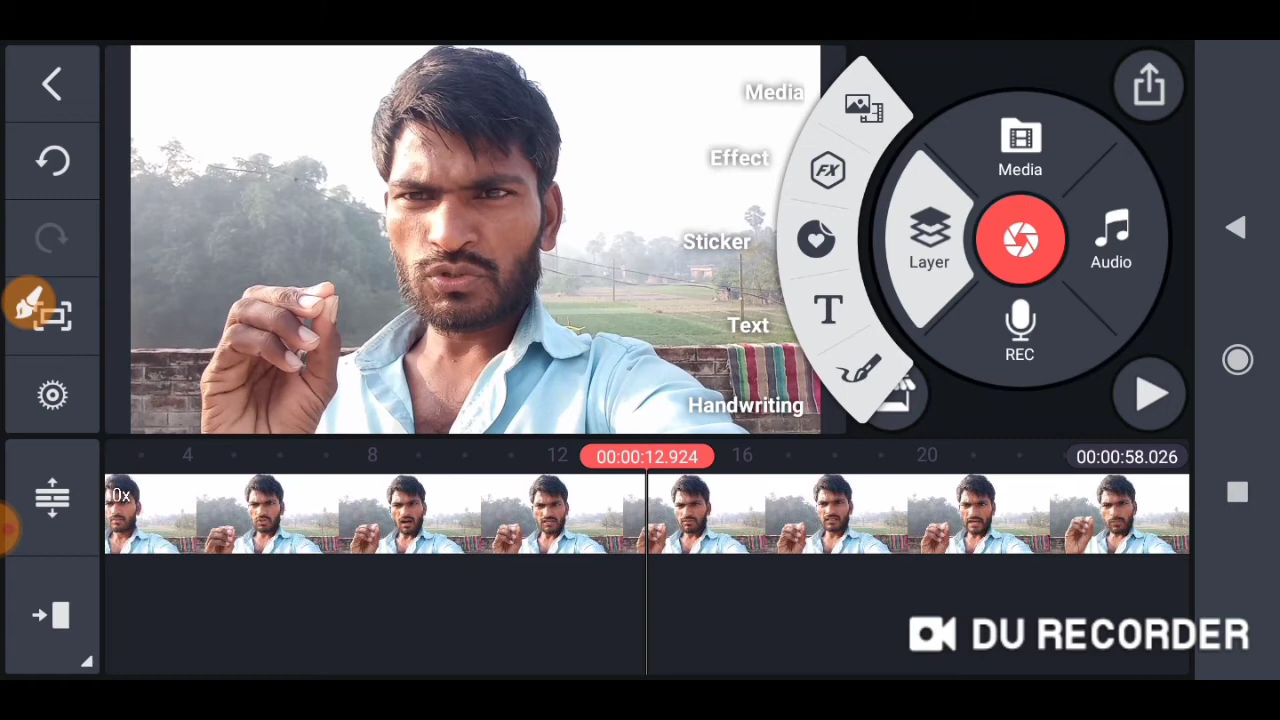 Media
Effect
Sticker
Text
Handwriting
FX
T
Media
Layer
Audio
REC
4
8
12
00:00:12.924
16
20
00:00:58.026
0x
DU RECORDER